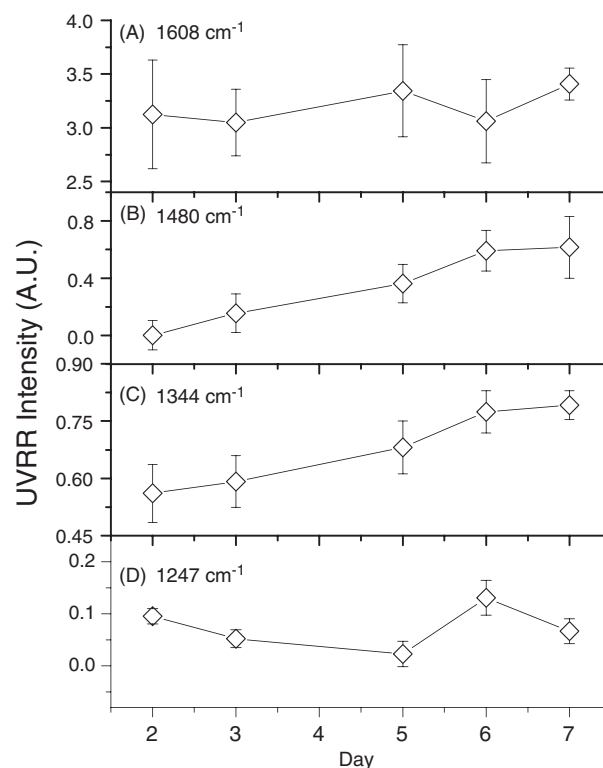 UVRR Intensity (A.U.)
(A) 1608 cm⁻¹
4.0
3.5
3.0
2.5
(B) 1480 cm⁻¹
0.8
0.4
0.0
0.90
(C) 1344 cm⁻¹
0.75
0.60
0.45
(D) 1247 cm⁻¹
0.2
0.1
0.0
2 3 4 5 6 7
Day